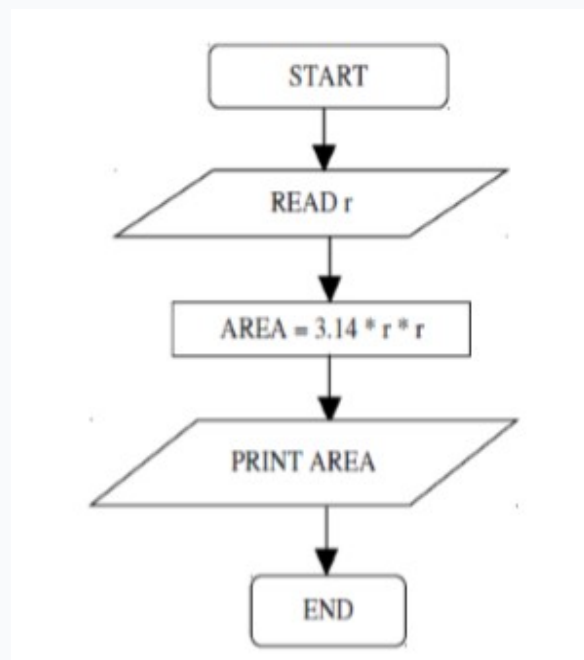 START
READ r
AREA = 3.14 * r * r
PRINT AREA
END